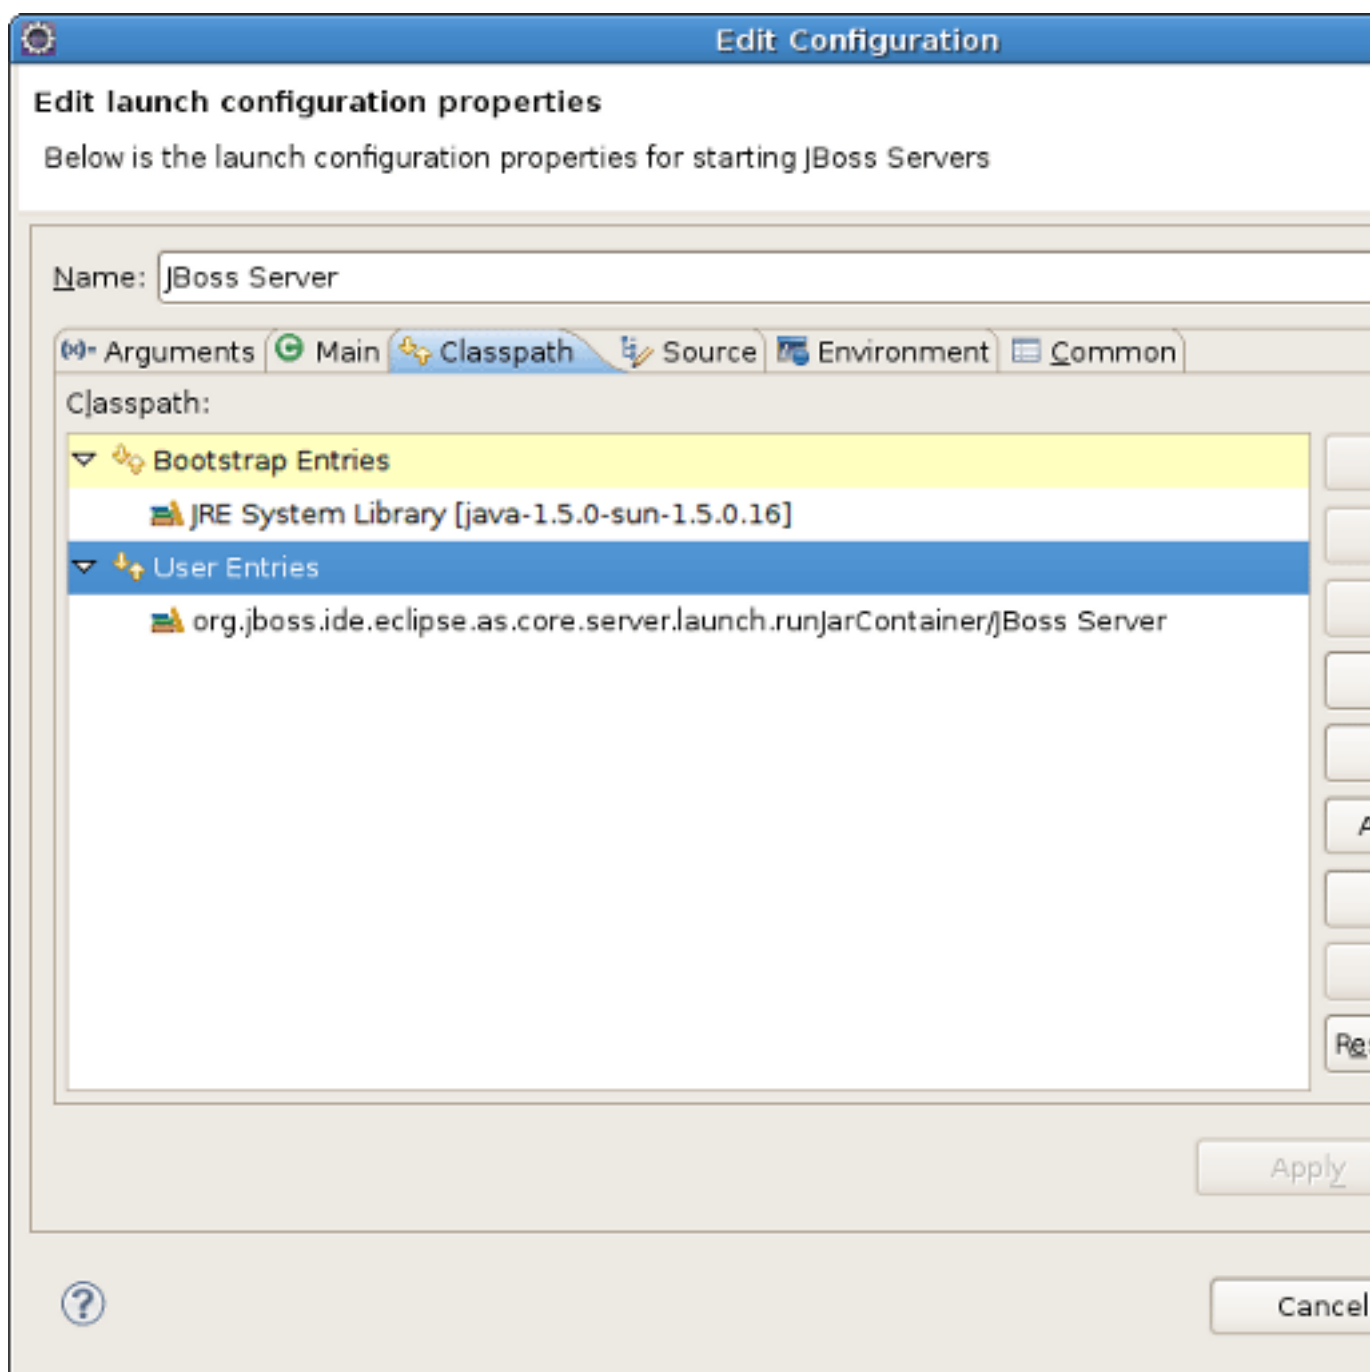 Edit Configuration
Edit launch configuration properties
Below is the launch configuration properties for starting JBoss Servers
Name: JBoss Server
Arguments Main Classpath Source Environment Common
Classpath:
Bootstrap Entries
JRE System Library [java-1.5.0-sun-1.5.0.16]
User Entries
org.jboss.ide.eclipse.as.core.server.launch.runJarContainer/JBoss Server
Apply
Cancel